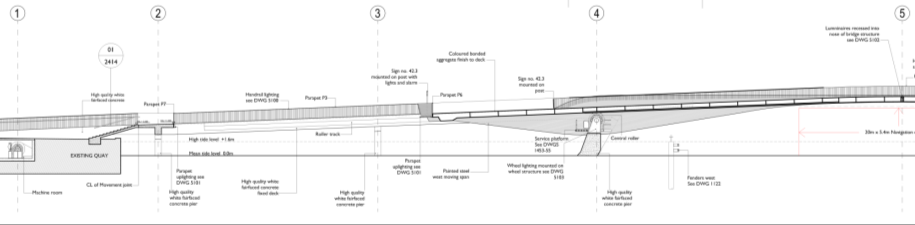 1
2
3
4
5
01
2414
High quality white
fairfaced concrete
Parapet P7
Handrail lighting
see DWG 5108
Parapet P5
Sign no. 42.3
mounted on post with
lights and alarm
Coloured bonded
aggregate finish to deck
Parapet P6
Sign no. 42.3
mounted on
post
Luminaires recessed into
nose of bridge structure
see DWG 5102
High tide level +1.6m
Roller track
Mean tide level 0.0m
EXISTING QUAY
Machine room
CL of Movement joint
Parapet
uplighting see
DWG 5101
High quality
white fairfaced
concrete pier
High quality white
fairfaced concrete
fixed deck
High quality
white fairfaced
concrete pier
Parapet
uplighting see
DWG 5101
Painted steel
west moving span
Service platform
See DWGS
Central roller
Wheel lighting mounted on
wheel structure see DWG
5103
High quality
white fairfaced
concrete pier
Fenders west
See DWG 1122
30m x 5.4m Navigation